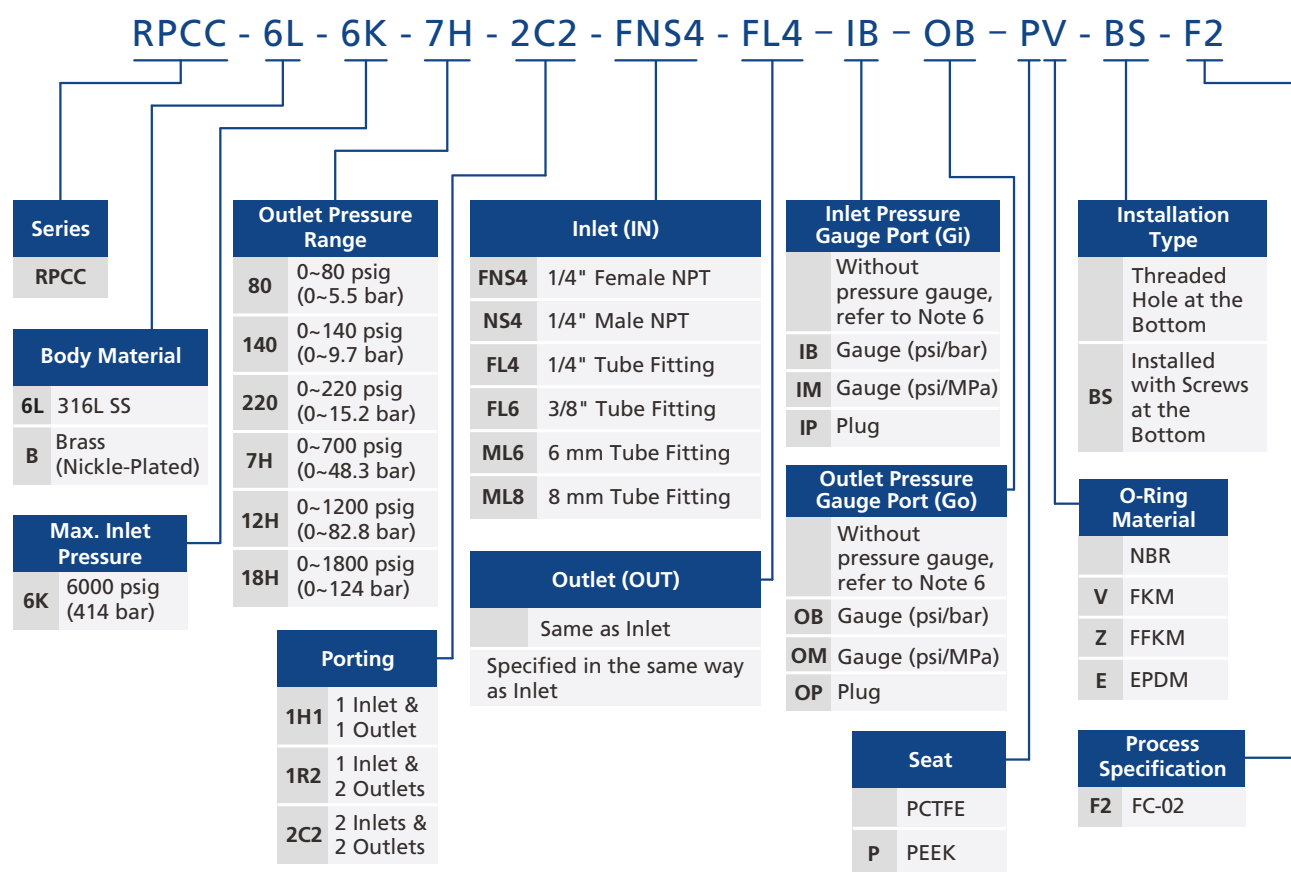 RPCC - 6L - 6K - 7H - 2C2 - FNS4 - FL4 – IB – OB – PV - BS - F2
Series
RPCC
Body Material
6L 316L SS
B Brass
(Nickle-Plated)
Max. Inlet
Pressure
6K 6000 psig
(414 bar)
Outlet Pressure
Range
80 0~80 psig
(0~5.5 bar)
140 0~140 psig
(0~9.7 bar)
220 0~220 psig
(0~15.2 bar)
7H 0~700 psig
(0~48.3 bar)
12H 0~1200 psig
(0~82.8 bar)
18H 0~1800 psig
(0~124 bar)
Porting
1H1 1 Inlet &
1 Outlet
1R2 1 Inlet &
2 Outlets
2C2 2 Inlets &
2 Outlets
Inlet (IN)
FNS4 1/4" Female NPT
NS4 1/4" Male NPT
FL4 1/4" Tube Fitting
FL6 3/8" Tube Fitting
ML6 6 mm Tube Fitting
ML8 8 mm Tube Fitting
Outlet (OUT)
Same as Inlet
Specified in the same way
as Inlet
Inlet Pressure
Gauge Port (Gi)
Without
pressure gauge,
refer to Note 6
IB Gauge (psi/bar)
IM Gauge (psi/MPa)
IP Plug
Outlet Pressure
Gauge Port (Go)
Without
pressure gauge,
refer to Note 6
OB Gauge (psi/bar)
OM Gauge (psi/MPa)
OP Plug
Seat
PCTFE
P PEEK
Installation
Type
Threaded
Hole at the
Bottom
BS Installed
with Screws
at the
Bottom
O-Ring
Material
NBR
V FKM
Z FFKM
E EPDM
Process
Specification
F2 FC-02